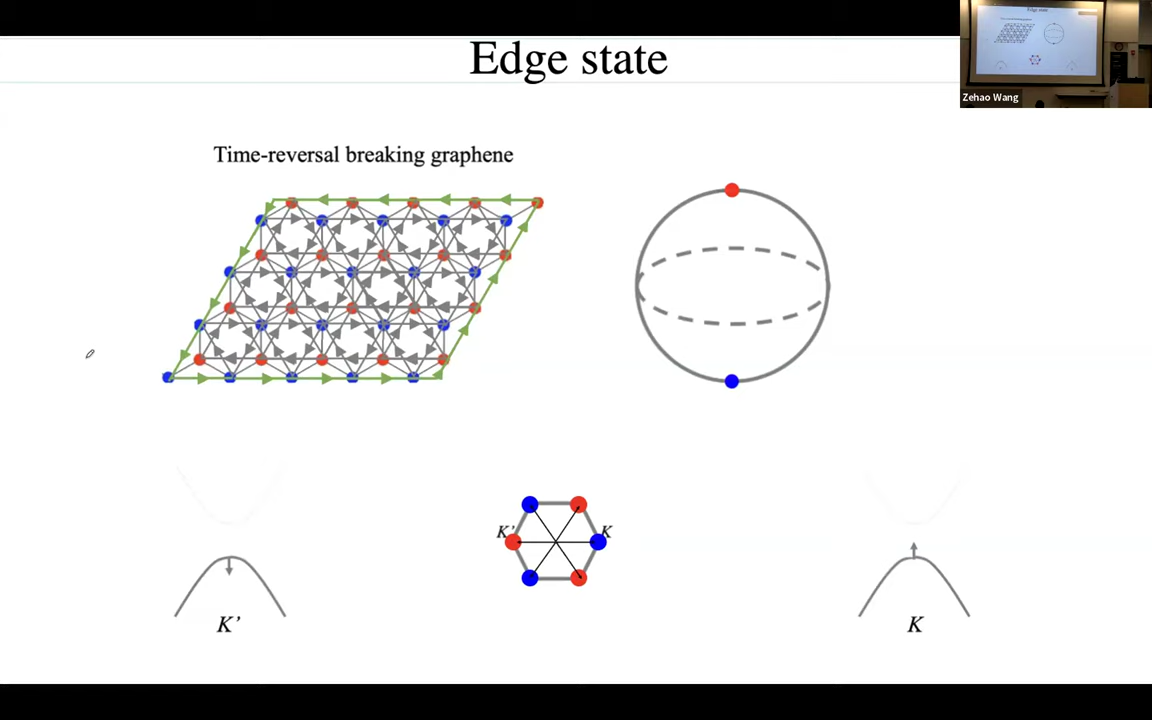 Edge state
Zehao Wang
Time-reversal breaking graphene
K'
K
K'
K